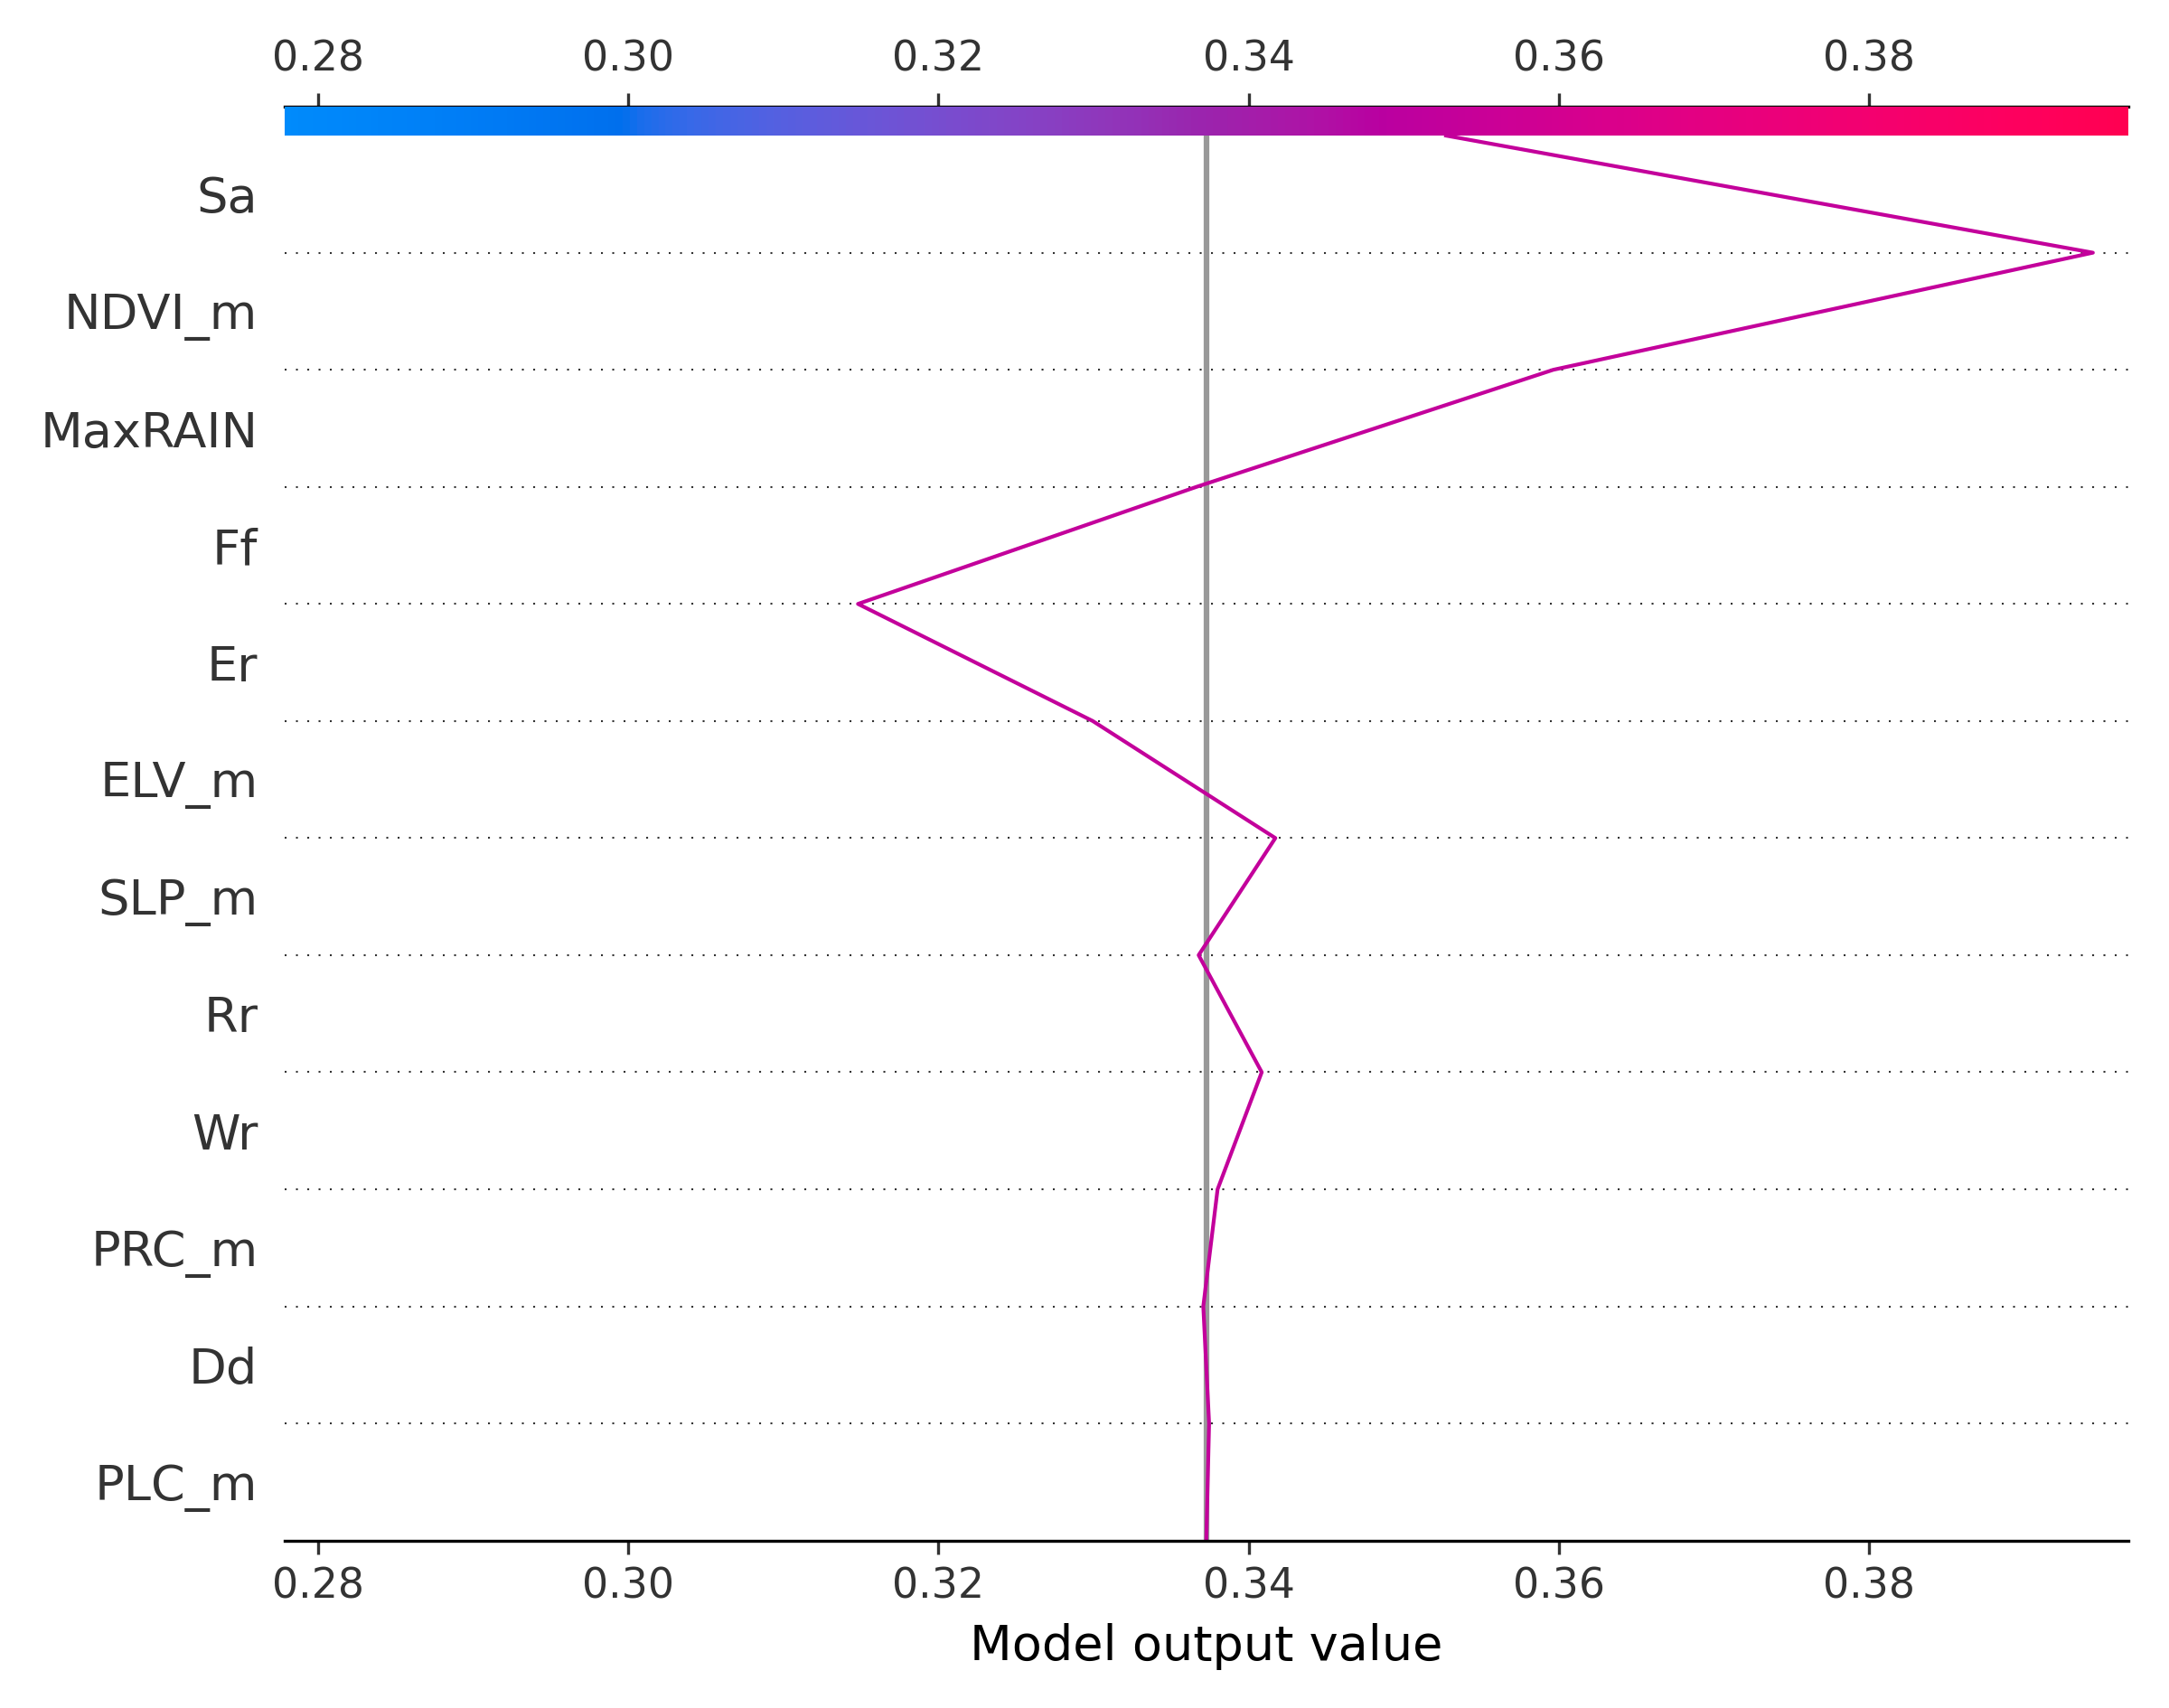 0.28 0.30 0.32 0.34 0.36 0.38
Sa
NDVI_m
MaxRAIN
Ff
Er
ELV_m
SLP_m
Rr
Wr
PRC_m
Dd
PLC_m
0.28 0.30 0.32 0.34 0.36 0.38
Model output value